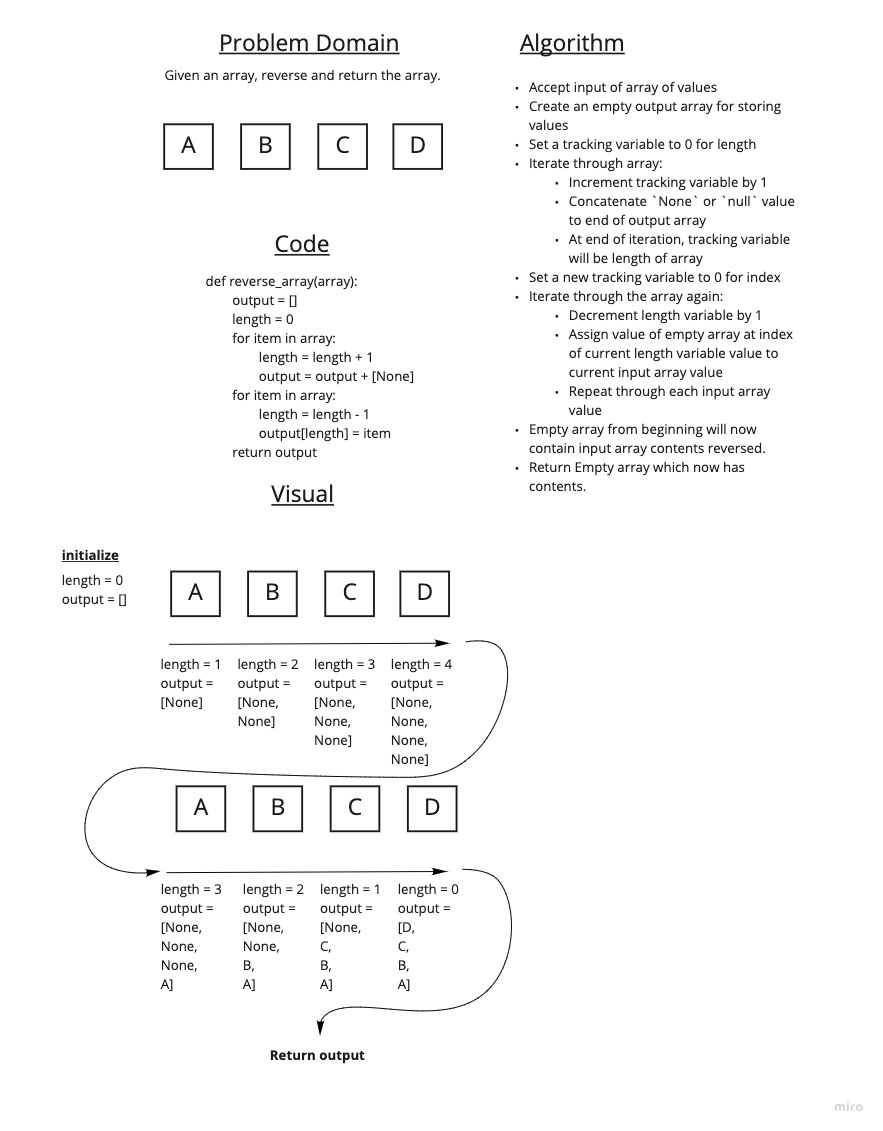 Problem Domain
Given an array, reverse and return the array.
A B C D
Code
def reverse_array(array):
output = []
length = 0
for item in array:
length = length + 1
output = output + [None]
for item in array:
length = length - 1
output[length] = item
return output
Algorithm
• Accept input of array of values
• Create an empty output array for storing
values
• Set a tracking variable to 0 for length
• Iterate through array:
• Increment tracking variable by 1
• Concatenate `None` or `null` value
to end of output array
• At end of iteration, tracking variable
will be length of array
• Set a new tracking variable to 0 for index
• Iterate through the array again:
• Decrement length variable by 1
• Assign value of empty array at index
of current length variable value to
current input array value
• Repeat through each input array
value
• Empty array from beginning will now
contain input array contents reversed.
• Return Empty array which now has
contents.
Visual
initialize
length = 0
output = []
A B C D
length = 1
output =
[None]
length = 2
output =
[None,
None]
length = 3
output =
[None,
None,
None]
length = 4
output =
[None,
None,
None,
None]
A B C D
length = 3
output =
[None,
None,
None,
A]
length = 2
output =
[None,
None,
B,
A]
length = 1
output =
[None,
C,
B,
A]
length = 0
output =
[D,
C,
B,
A]
Return output
miro